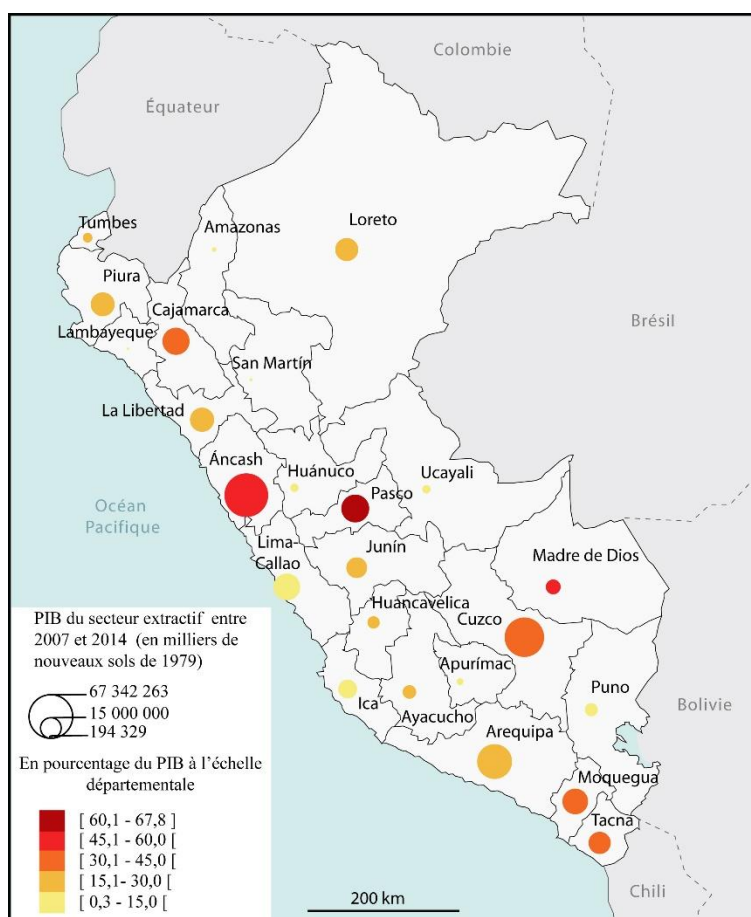 Colombie
Équateur
Tumbes
Amazonas
Loreto
Piura
Cajamarca
Lambayeque
Brésil
San Martín
La Libertad
Áncash
Huánuco
Ucayali
Pasco
Océan
Pacifique
Lima-
Callao
Junín
Madre de Dios
Huancavelica
Cuzco
Apurímac
Puno
Ica
Ayacucho
Bolivie
Arequipa
Moquegua
Tacna
Chili
PIB du secteur extractif entre
2007 et 2014 (en milliers de
nouveaux sols de 1979)
67 342 263
15 000 000
194 329
En pourcentage du PIB à l'échelle
départementale
[ 60,1 - 67,8 ]
[ 45,1 - 60,0 [
[ 30,1 - 45,0 [
[ 15,1- 30,0 [
[ 0,3 - 15,0 [
200 km